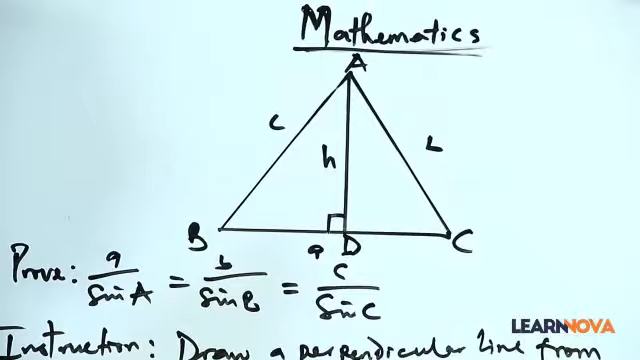 Mathematics
A
c
h
b
B
a
D
C
Prove: a/SinA = b/SinB = c/SinC
LEARNNOVA
Instruction: Draw a perpendicular line from